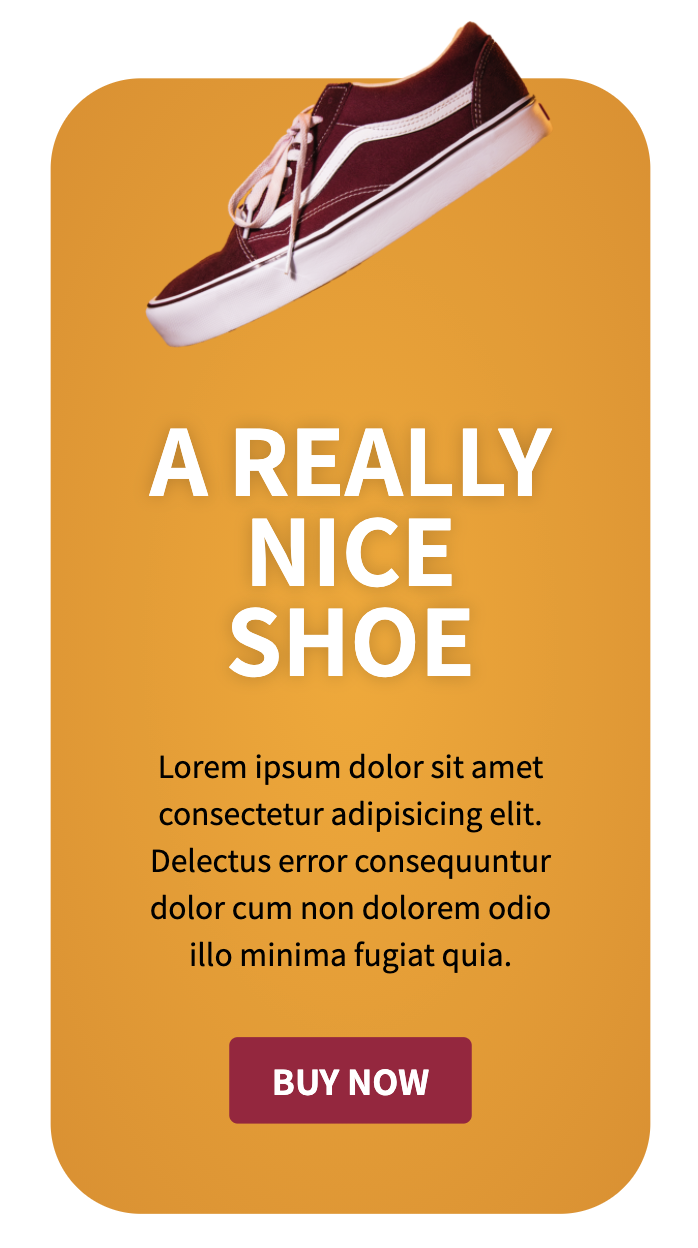 A REALLY
NICE
SHOE
Lorem ipsum dolor sit amet
consectetur adipisicing elit.
Delectus error consequuntur
dolor cum non dolorem odio
illo minima fugiat quia.
BUY NOW